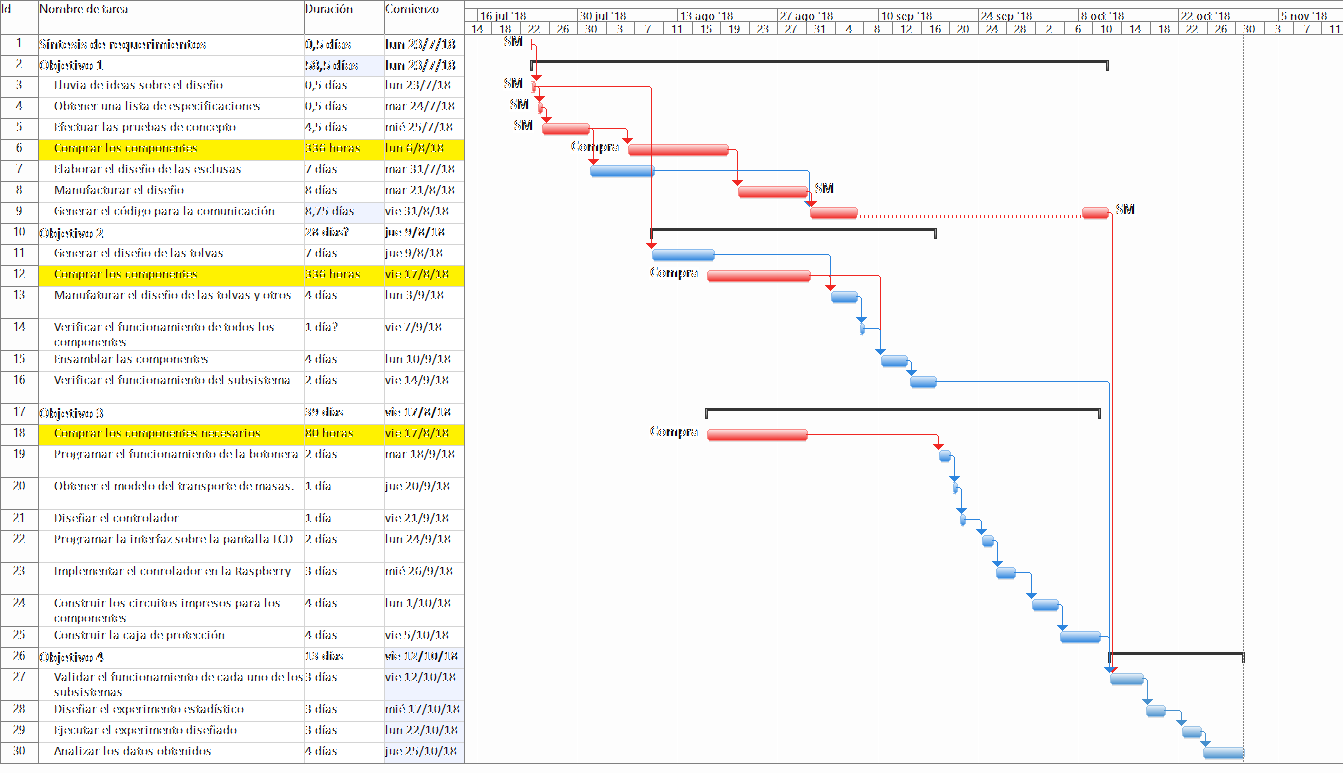 Id Nombre de tarea Duración Comienzo
16 jul '18 30 jul '18 13 ago '18 27 ago '18 10 sep '18 24 sep '18 8 oct '18 22 oct '18 5 nov '18
14 18 22 26 30 3 7 11 15 19 23 27 31 4 8 12 16 20 24 28 2 6 10 14 18 22 26 30 3 7 11
1 Síntesis de requerimientos 0,5 días lun 23/7/18 SM
2 Objetivo 1 58,5 días lun 23/7/18
3 Lluvia de ideas sobre el diseño 0,5 días lun 23/7/18 SM
4 Obtener una lista de especificaciones 0,5 días mar 24/7/18 SM
5 Efectuar las pruebas de concepto 4,5 días mié 25/7/18 SM
6 Comprar los componentes 336 horas lun 6/8/18 Compra
7 Elaborar el diseño de las esclusas 7 días mar 31/7/18
8 Manufacturar el diseño 8 días mar 21/8/18 SM
9 Generar el código para la comunicación 8,75 días vie 31/8/18 SM
10 Objetivo 2 28 días? jue 9/8/18
11 Generar el diseño de las tolvas 7 días jue 9/8/18
12 Comprar los componentes 336 horas vie 17/8/18 Compra
13 Manufaturar el diseño de las tolvas y otros 4 días lun 3/9/18
14 Verificar el funcionamiento de todos los 1 día? vie 7/9/18
componentes
15 Ensamblar las componentes 4 días lun 10/9/18
16 Verificar el funcionamiento del subsistema 2 días vie 14/9/18
17 Objetivo 3 39 días vie 17/8/18
18 Comprar los componentes necesarios 80 horas vie 17/8/18 Compra
19 Programar el funcionamiento de la botonera 2 días mar 18/9/18
20 Obtener el modelo del transporte de masas. 1 día jue 20/9/18
21 Diseñar el controlador 1 día vie 21/9/18
22 Programar la interfaz sobre la pantalla LCD 2 días lun 24/9/18
23 Implementar el conrolador en la Raspberry 3 días mié 26/9/18
24 Construir los circuitos impresos para los 4 días lun 1/10/18
componentes
25 Construir la caja de protección 4 días vie 5/10/18
26 Objetivo 4 13 días vie 12/10/18
27 Validar el funcionamiento de cada uno de los 3 días vie 12/10/18
subsistemas
28 Diseñar el experimento estadístico 3 días mié 17/10/18
29 Ejecutar el experimento diseñado 3 días lun 22/10/18
30 Analizar los datos obtenidos 4 días jue 25/10/18